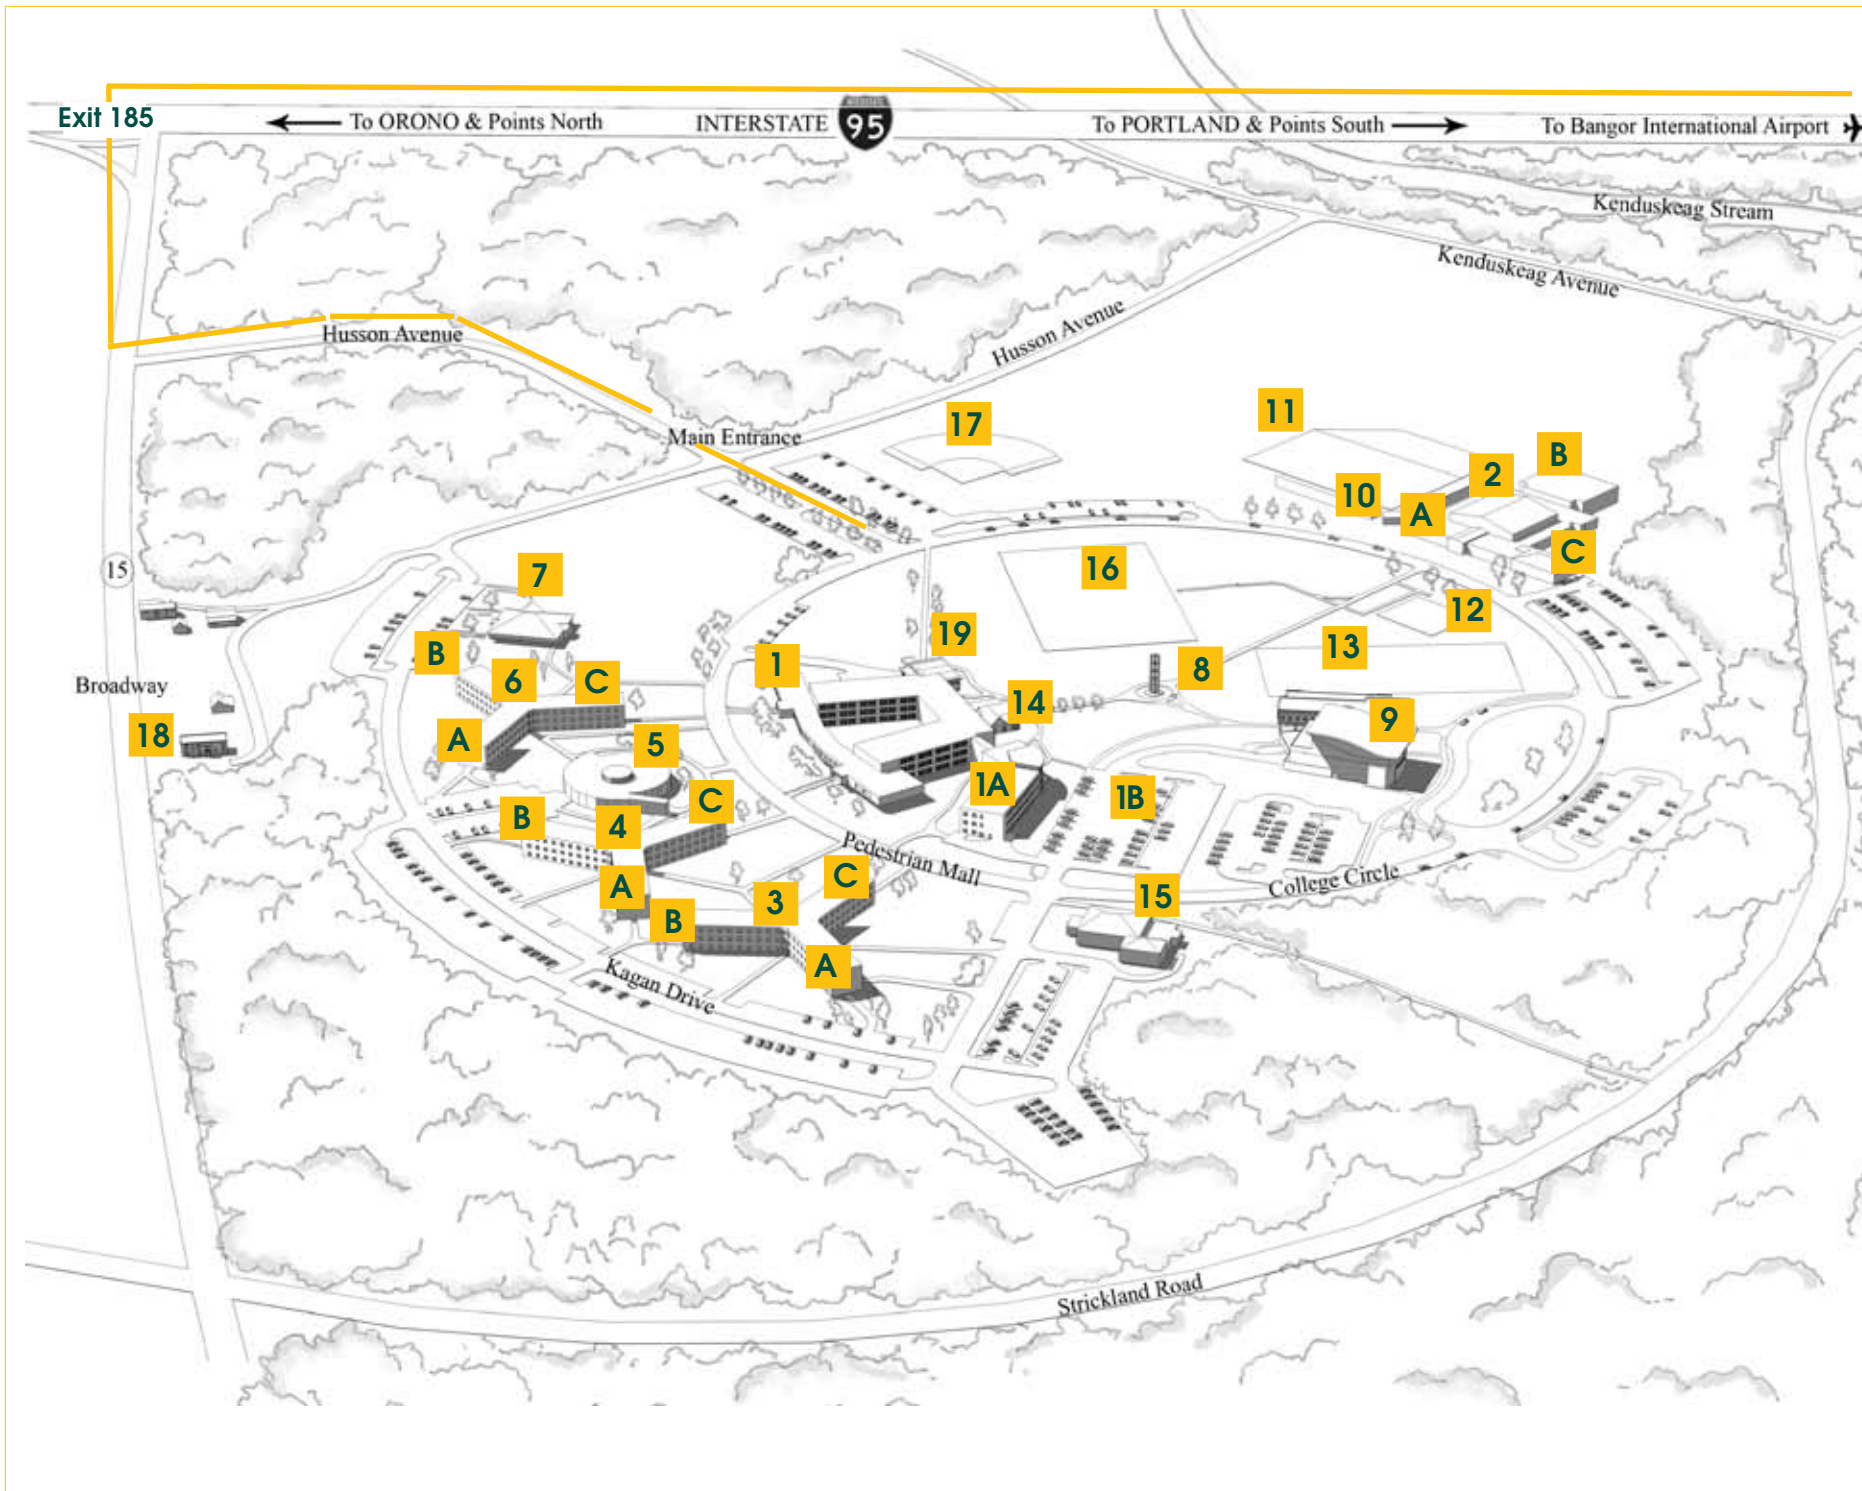 Exit 185
To ORONO & Points North
INTERSTATE
95
To PORTLAND & Points South
To Bangor International Airport
Kenduskeag Stream
Kenduskeag Avenue
Husson Avenue
Husson Avenue
Main Entrance
17
11
B
2
10
A
C
15
7
16
12
19
13
B
1
8
6
C
Broadway
14
9
18
A
5
1A
1B
C
B
4
Pedestrian Mall
C
College Circle
A
3
15
B
A
Kagan Drive
Strickland Road